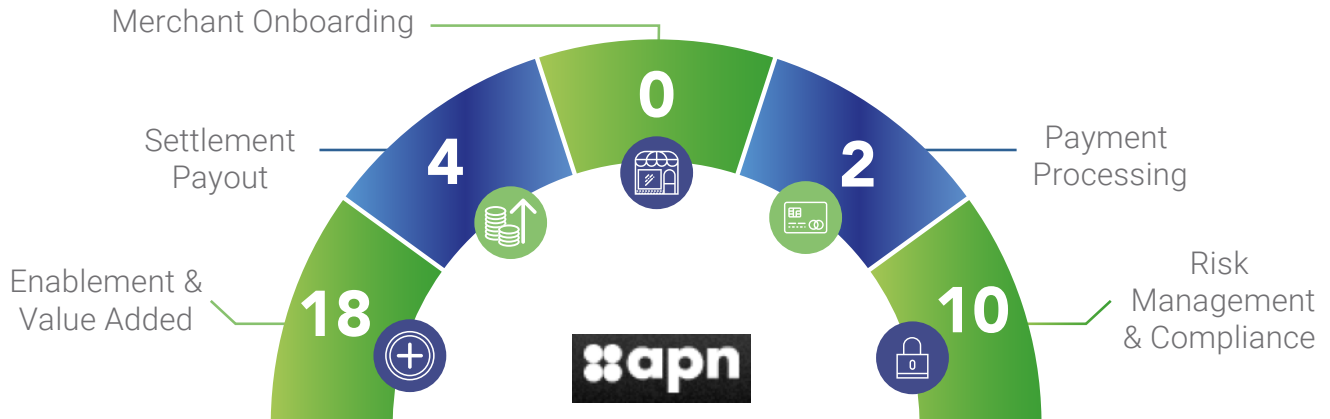 Merchant Onboarding
0
Settlement
Payout
4
2
Payment
Processing
Enablement &
Value Added
18
10
Risk
Management
& Compliance
0
apn